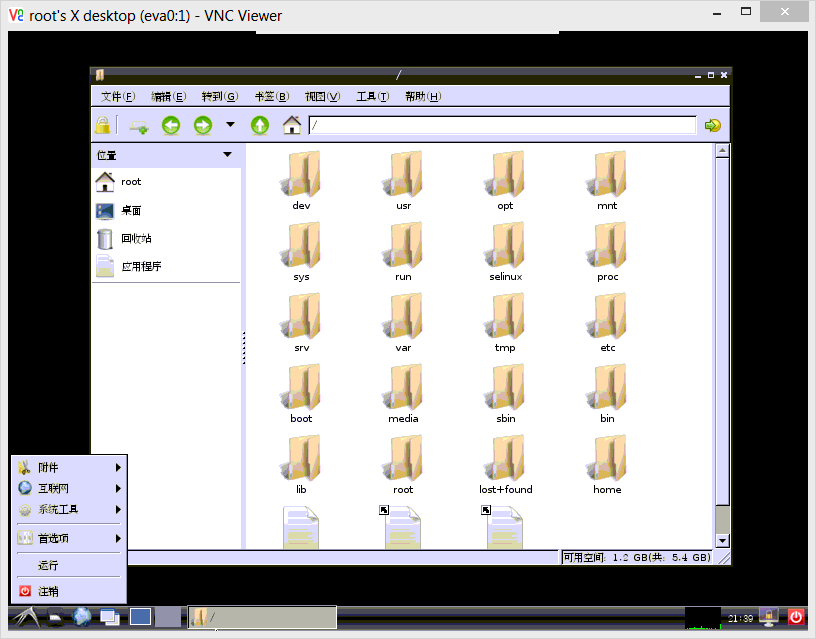 root's X desktop (eva0:1) - VNC Viewer
/
文件(F) 编辑(E) 转到(G) 书签(B) 视图(V) 工具(T) 帮助(H)
/
位置
root
桌面
回收站
应用程序
dev usr opt mnt
sys run selinux proc
srv var tmp etc
boot media sbin bin
lib root lost+found home
附件
互联网
系统工具
首选项
运行
注销
可用空间: 1.2 GB(共: 5.4 GB)
/
21:39